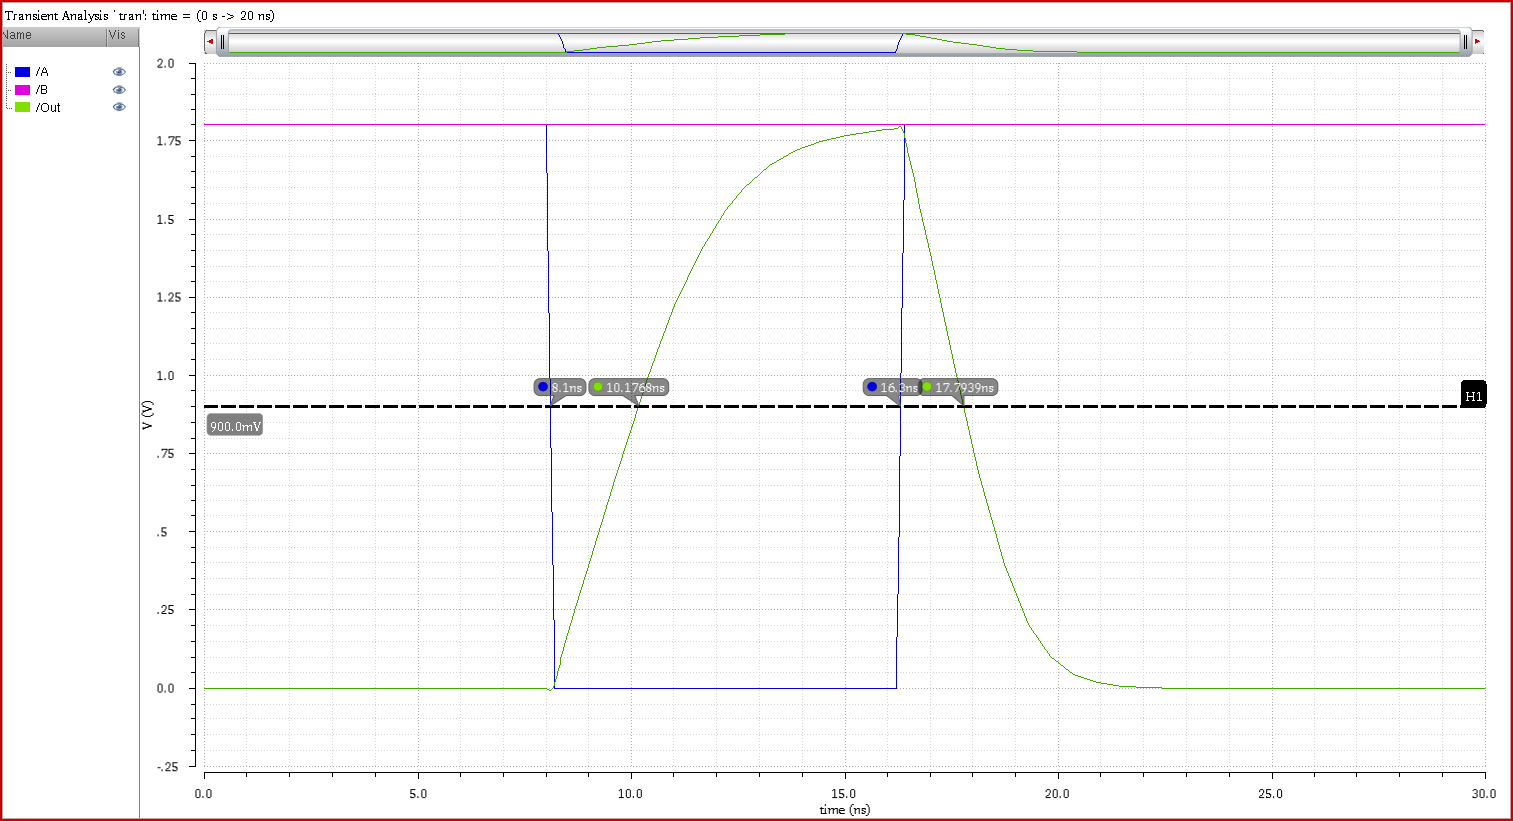 Transient Analysis `tran': time = (0 s -> 20 ns)
Name Vis
/A
/B
/Out
2.0
1.75
1.5
1.25
1.0
.75
.5
.25
0.0
-.25
V (V)
8.1ns 10.1768ns 16.3ns 17.7939ns
H1
900.0mV
0.0 5.0 10.0 15.0 20.0 25.0 30.0
time (ns)